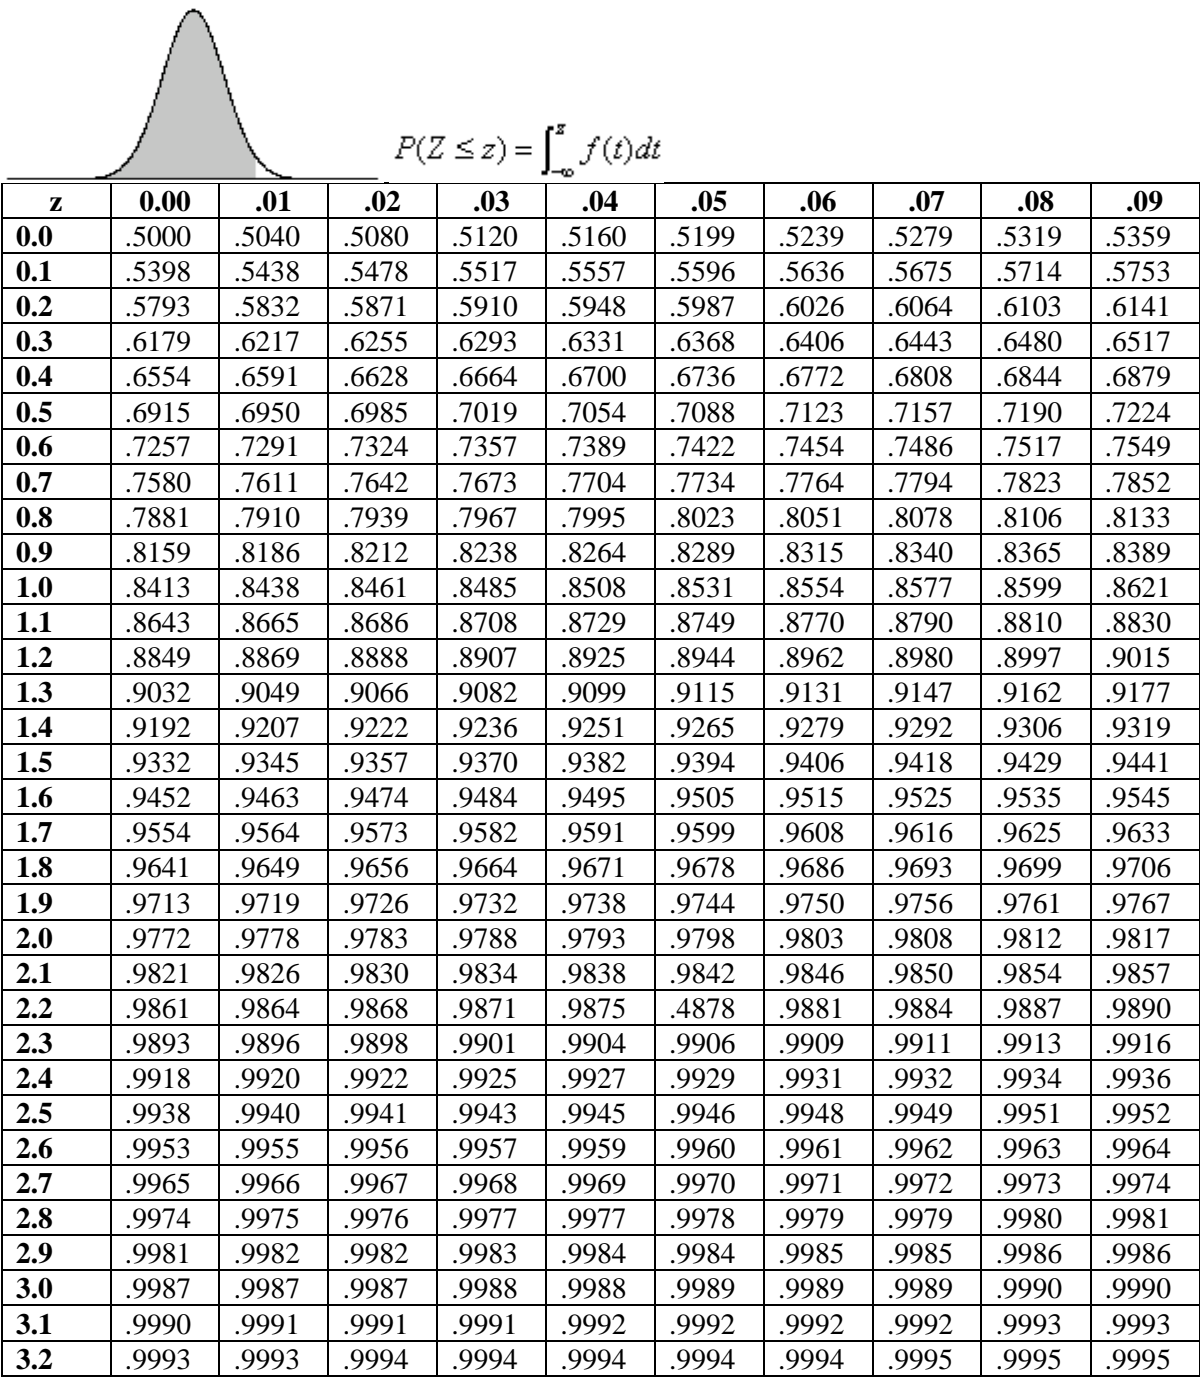 P(Z ≤ z) = ∫_{-∞}^{z} f(t)dt
z 0.00 .01 .02 .03 .04 .05 .06 .07 .08 .09
0.0 .5000 .5040 .5080 .5120 .5160 .5199 .5239 .5279 .5319 .5359
0.1 .5398 .5438 .5478 .5517 .5557 .5596 .5636 .5675 .5714 .5753
0.2 .5793 .5832 .5871 .5910 .5948 .5987 .6026 .6064 .6103 .6141
0.3 .6179 .6217 .6255 .6293 .6331 .6368 .6406 .6443 .6480 .6517
0.4 .6554 .6591 .6628 .6664 .6700 .6736 .6772 .6808 .6844 .6879
0.5 .6915 .6950 .6985 .7019 .7054 .7088 .7123 .7157 .7190 .7224
0.6 .7257 .7291 .7324 .7357 .7389 .7422 .7454 .7486 .7517 .7549
0.7 .7580 .7611 .7642 .7673 .7704 .7734 .7764 .7794 .7823 .7852
0.8 .7881 .7910 .7939 .7967 .7995 .8023 .8051 .8078 .8106 .8133
0.9 .8159 .8186 .8212 .8238 .8264 .8289 .8315 .8340 .8365 .8389
1.0 .8413 .8438 .8461 .8485 .8508 .8531 .8554 .8577 .8599 .8621
1.1 .8643 .8665 .8686 .8708 .8729 .8749 .8770 .8790 .8810 .8830
1.2 .8849 .8869 .8888 .8907 .8925 .8944 .8962 .8980 .8997 .9015
1.3 .9032 .9049 .9066 .9082 .9099 .9115 .9131 .9147 .9162 .9177
1.4 .9192 .9207 .9222 .9236 .9251 .9265 .9279 .9292 .9306 .9319
1.5 .9332 .9345 .9357 .9370 .9382 .9394 .9406 .9418 .9429 .9441
1.6 .9452 .9463 .9474 .9484 .9495 .9505 .9515 .9525 .9535 .9545
1.7 .9554 .9564 .9573 .9582 .9591 .9599 .9608 .9616 .9625 .9633
1.8 .9641 .9649 .9656 .9664 .9671 .9678 .9686 .9693 .9699 .9706
1.9 .9713 .9719 .9726 .9732 .9738 .9744 .9750 .9756 .9761 .9767
2.0 .9772 .9778 .9783 .9788 .9793 .9798 .9803 .9808 .9812 .9817
2.1 .9821 .9826 .9830 .9834 .9838 .9842 .9846 .9850 .9854 .9857
2.2 .9861 .9864 .9868 .9871 .9875 .4878 .9881 .9884 .9887 .9890
2.3 .9893 .9896 .9898 .9901 .9904 .9906 .9909 .9911 .9913 .9916
2.4 .9918 .9920 .9922 .9925 .9927 .9929 .9931 .9932 .9934 .9936
2.5 .9938 .9940 .9941 .9943 .9945 .9946 .9948 .9949 .9951 .9952
2.6 .9953 .9955 .9956 .9957 .9959 .9960 .9961 .9962 .9963 .9964
2.7 .9965 .9966 .9967 .9968 .9969 .9970 .9971 .9972 .9973 .9974
2.8 .9974 .9975 .9976 .9977 .9977 .9978 .9979 .9979 .9980 .9981
2.9 .9981 .9982 .9982 .9983 .9984 .9984 .9985 .9985 .9986 .9986
3.0 .9987 .9987 .9987 .9988 .9988 .9989 .9989 .9989 .9990 .9990
3.1 .9990 .9991 .9991 .9991 .9992 .9992 .9992 .9992 .9993 .9993
3.2 .9993 .9993 .9994 .9994 .9994 .9994 .9994 .9995 .9995 .9995